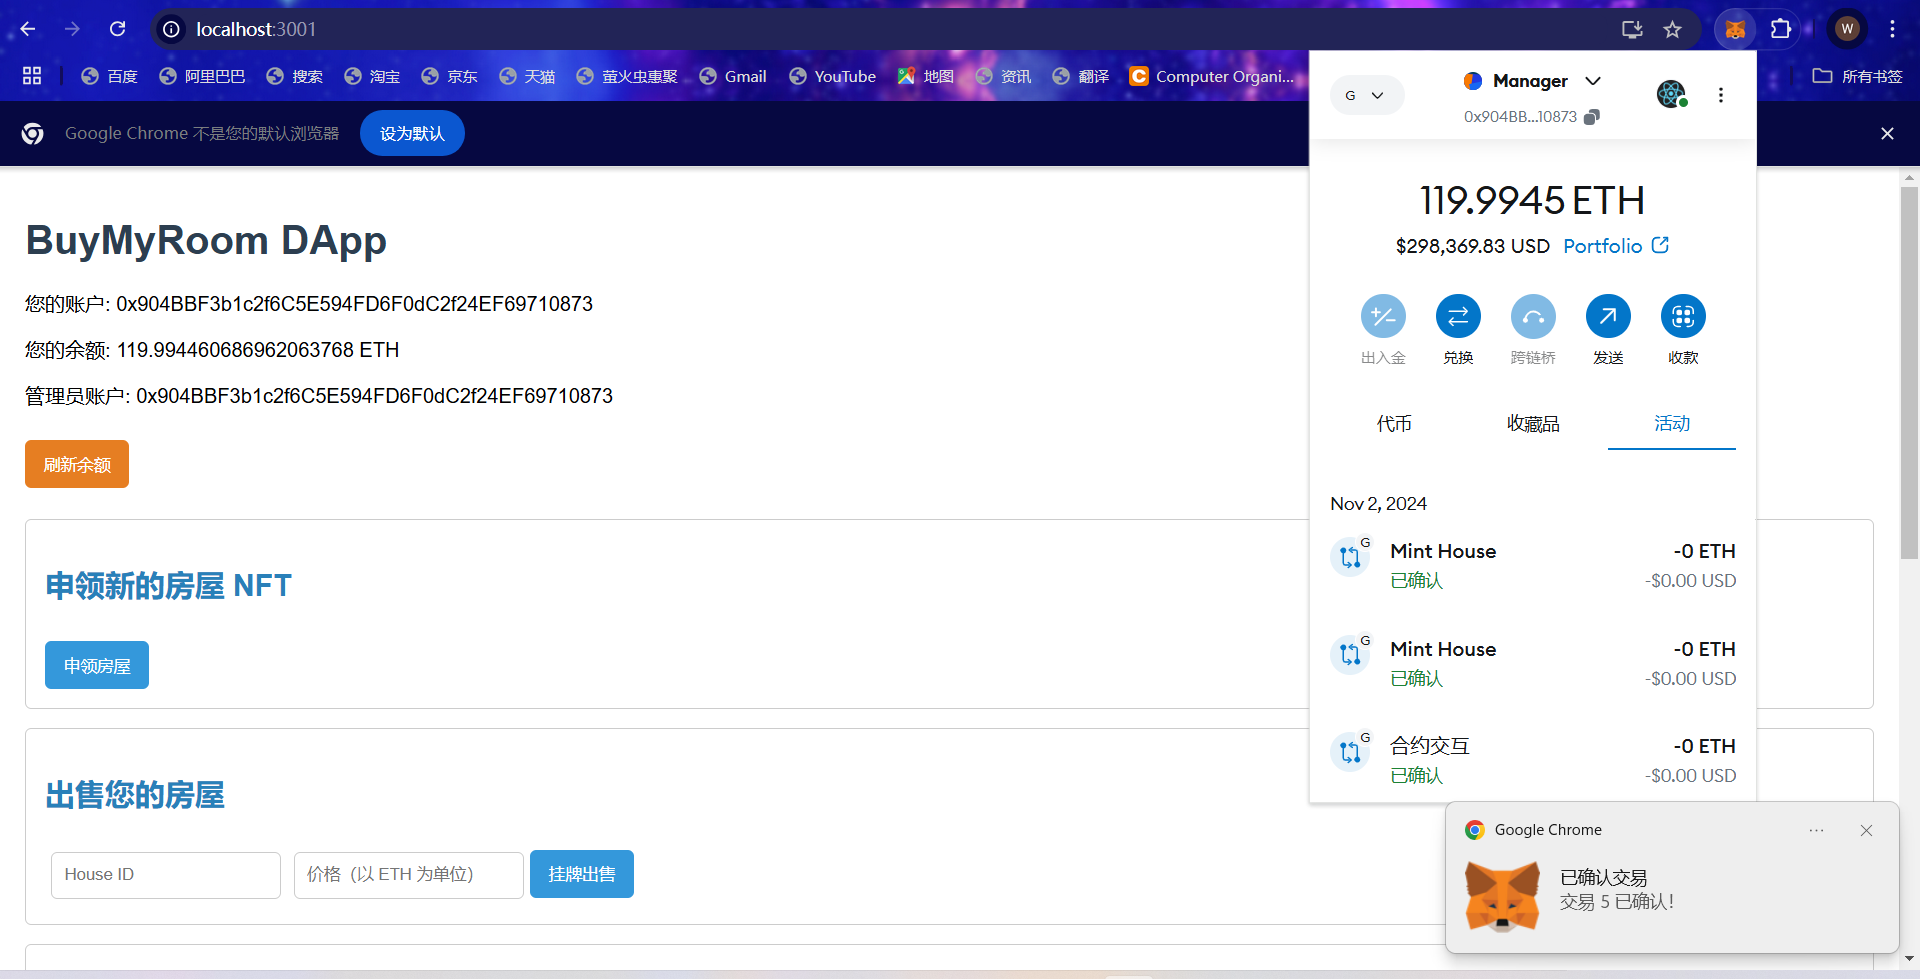 localhost:3001
W
百度
阿里巴巴
搜索
淘宝
京东
天猫
萤火虫重聚
Gmail
YouTube
地图
资讯
翻译
C
Computer Organi...
所有书签
Google Chrome 不是您的默认浏览器
设为默认
BuyMyRoom DApp
您的账户: 0x904BBF3b1c2f6C5E594FD6F0dC2f24EF69710873
您的余额: 119.994460686962063768 ETH
管理员账户: 0x904BBF3b1c2f6C5E594FD6F0dC2f24EF69710873
刷新余额
申领新的房屋 NFT
申领房屋
出售您的房屋
House ID
价格（以 ETH 为单位）
挂牌出售
G
Manager
0x904BB...10873
119.9945 ETH
$298,369.83 USD
Portfolio
出入金
兑换
跨链桥
发送
收款
代币
收藏品
活动
Nov 2, 2024
G
Mint House
-0 ETH
已确认
-$0.00 USD
G
Mint House
-0 ETH
已确认
-$0.00 USD
G
合约交互
-0 ETH
已确认
-$0.00 USD
Google Chrome
已确认交易
交易 5 已确认！